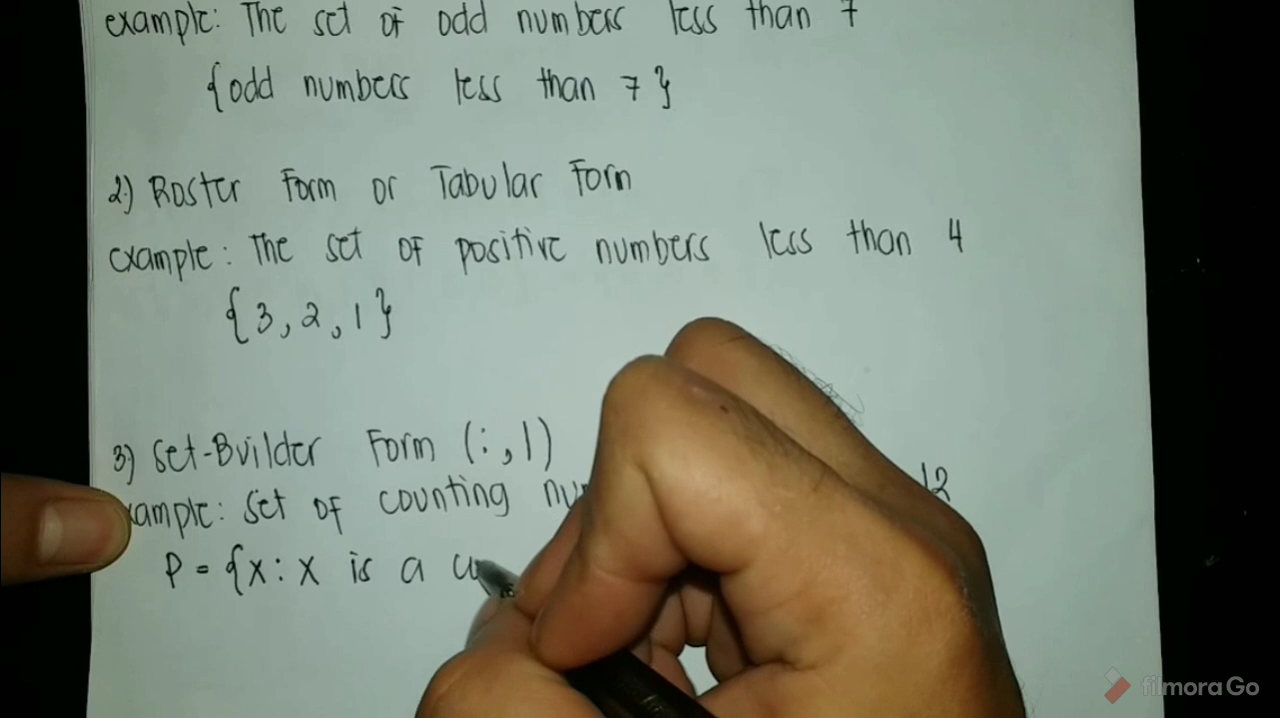 example: The set of odd numbers less than 7
{odd numbers less than 7}
2) Roster Form or Tabular Form
example: The set of positive numbers less than 4
{3, 2, 1}
3) Set-Builder Form (:, |)
xample: Set of counting 12
P = {x: x is a
filmoraGo